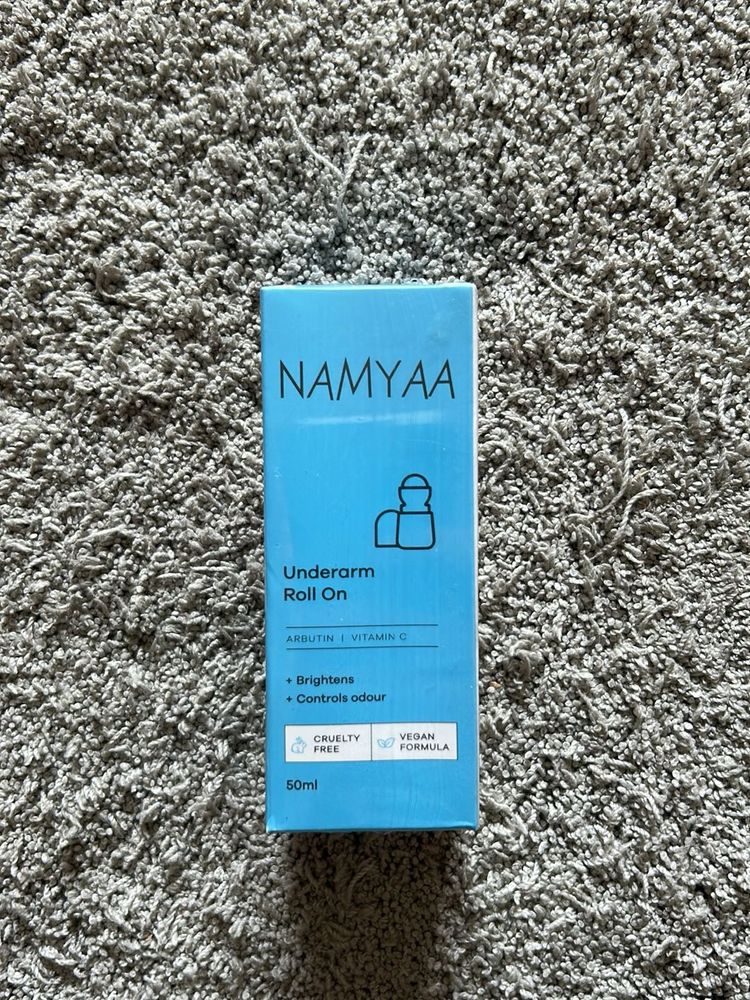 NAMYAA
Underarm
Roll On
ARBUTIN | VITAMIN C
+ Brightens
+ Controls odour
CRUELTY
FREE
VEGAN
FORMULA
50ml